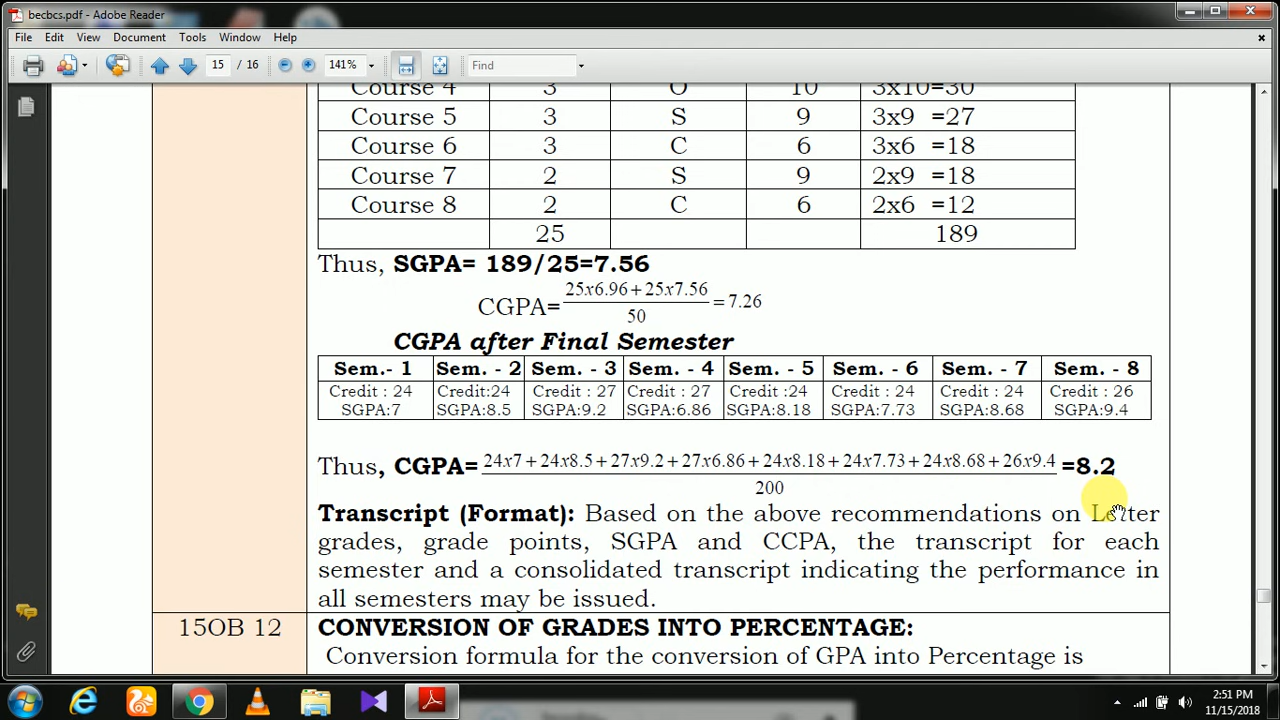 becbcs.pdf - Adobe Reader
File Edit View Document Tools Window Help
15 / 16 141% Find
Course 4 3 O 10 3x10=30
Course 5 3 S 9 3x9 =27
Course 6 3 C 6 3x6 =18
Course 7 2 S 9 2x9 =18
Course 8 2 C 6 2x6 =12
25 189
Thus, SGPA= 189/25=7.56
CGPA= 25x6.96+25x7.56 / 50 = 7.26
CGPA after Final Semester
Sem.- 1 Sem. - 2 Sem. - 3 Sem. - 4 Sem. - 5 Sem. - 6 Sem. - 7 Sem. - 8
Credit : 24 Credit:24 Credit : 27 Credit : 27 Credit :24 Credit : 24 Credit : 24 Credit : 26
SGPA:7 SGPA:8.5 SGPA:9.2 SGPA:6.86 SGPA:8.18 SGPA:7.73 SGPA:8.68 SGPA:9.4
Thus, CGPA= 24x7+24x8.5+27x9.2+27x6.86+24x8.18+24x7.73+24x8.68+26x9.4 / 200 =8.2
Transcript (Format): Based on the above recommendations on Letter
grades, grade points, SGPA and CCPA, the transcript for each
semester and a consolidated transcript indicating the performance in
all semesters may be issued.
15OB 12 CONVERSION OF GRADES INTO PERCENTAGE:
Conversion formula for the conversion of GPA into Percentage is
2:51 PM
11/15/2018